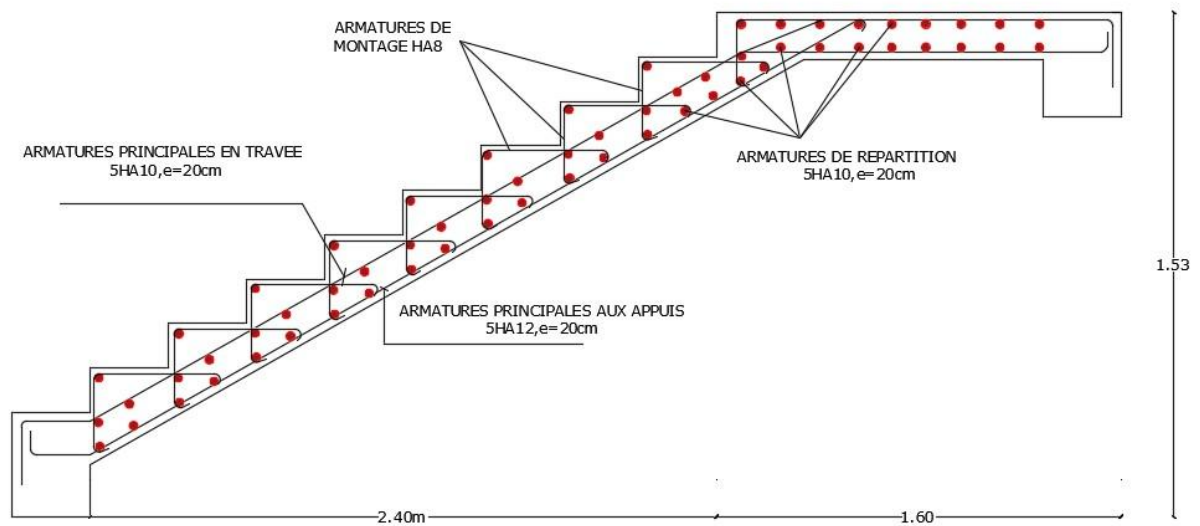 ARMATURES DE
MONTAGE HA8
ARMATURES PRINCIPALES EN TRAVEE
5HA10,e=20cm
ARMATURES DE REPARTITION
5HA10,e=20cm
1.53
ARMATURES PRINCIPALES AUX APPUIS
5HA12,e=20cm
2.40m
1.60